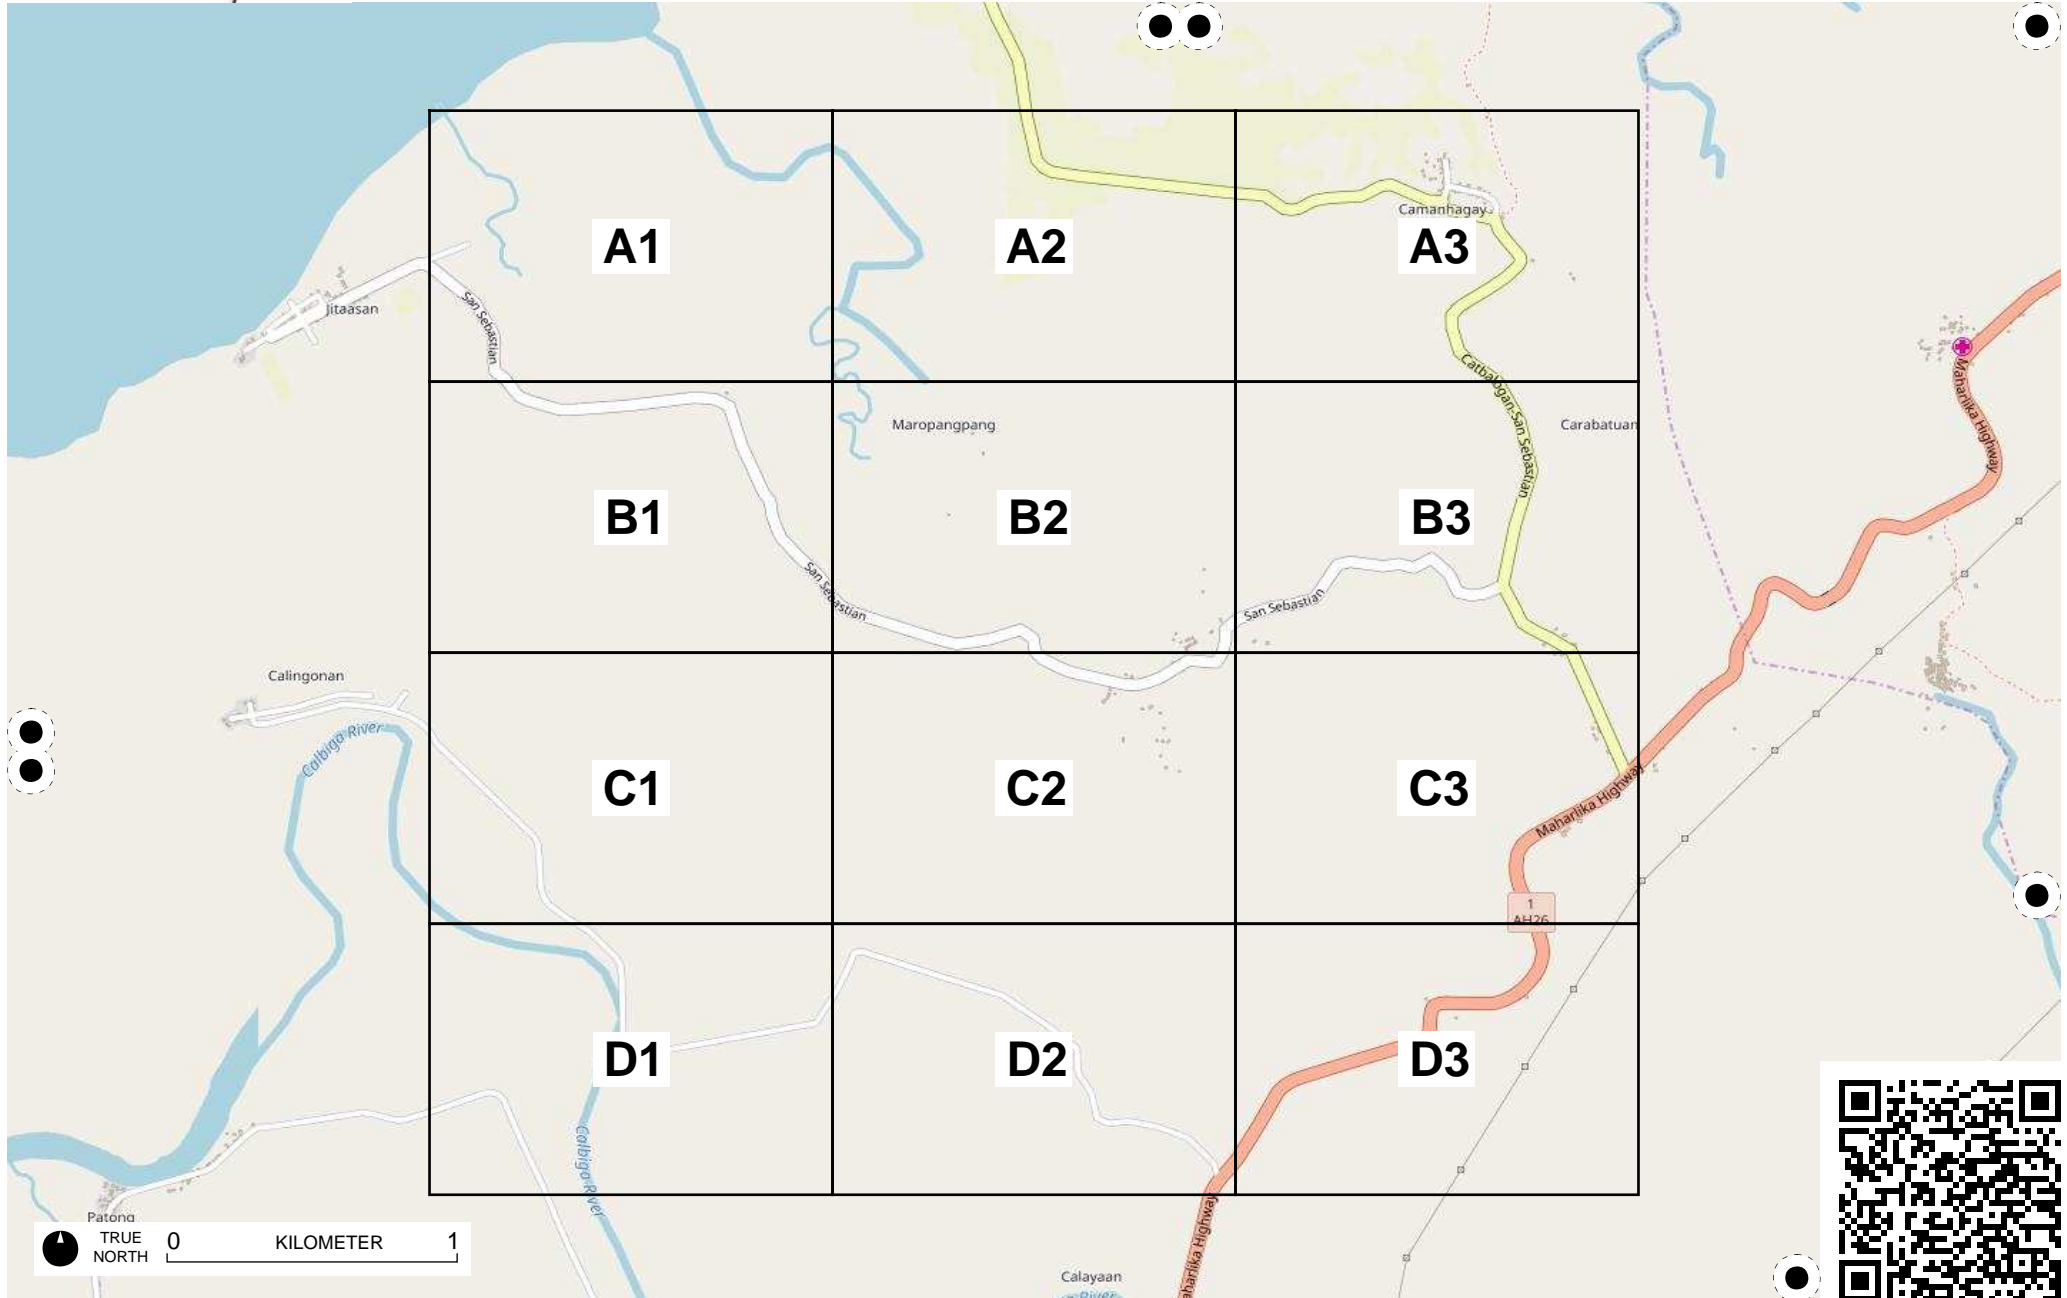 A1
A2
Camanhagay
A3
Jitaasan
San Sebastian
Maharlika Highway
Catbalogan-San Sebastian
Maropangpang
Carabatuan
B1
B2
B3
San Sebastian
San Sebastian
Calingonan
Calbiga River
C1
C2
C3
Maharlika Highway
1
AH26
D1
D2
D3
Calbiga River
Patong
TRUE
NORTH
0 KILOMETER 1
Maharlika Highway
Calayaan
River